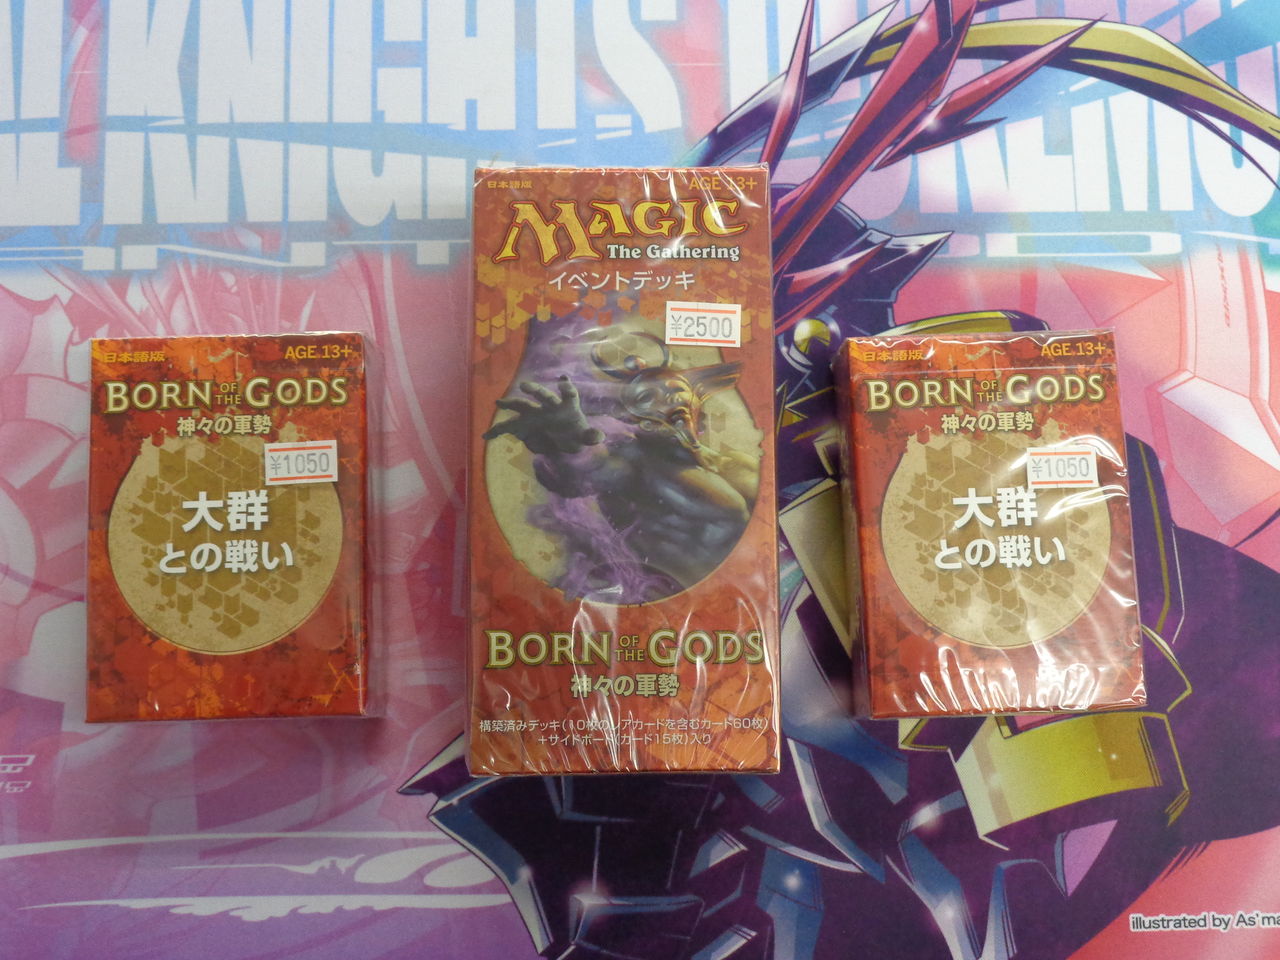 KNIGHTS
KNIGHT
日本語版
AGE 13+
MAGIC
The Gathering
イベントデッキ
¥2500
BORN OF THE GODS
神々の軍勢
構築済みデッキ(10枚のレアカードを含むカード60枚)
+サイドボード(カード15枚)入り
日本語版
AGE 13+
BORN OF THE GODS
神々の軍勢
¥1050
大群
との戦い
日本語版
AGE 13+
BORN OF THE GODS
神々の軍勢
¥1050
大群
との戦い
illustrated by As'ma